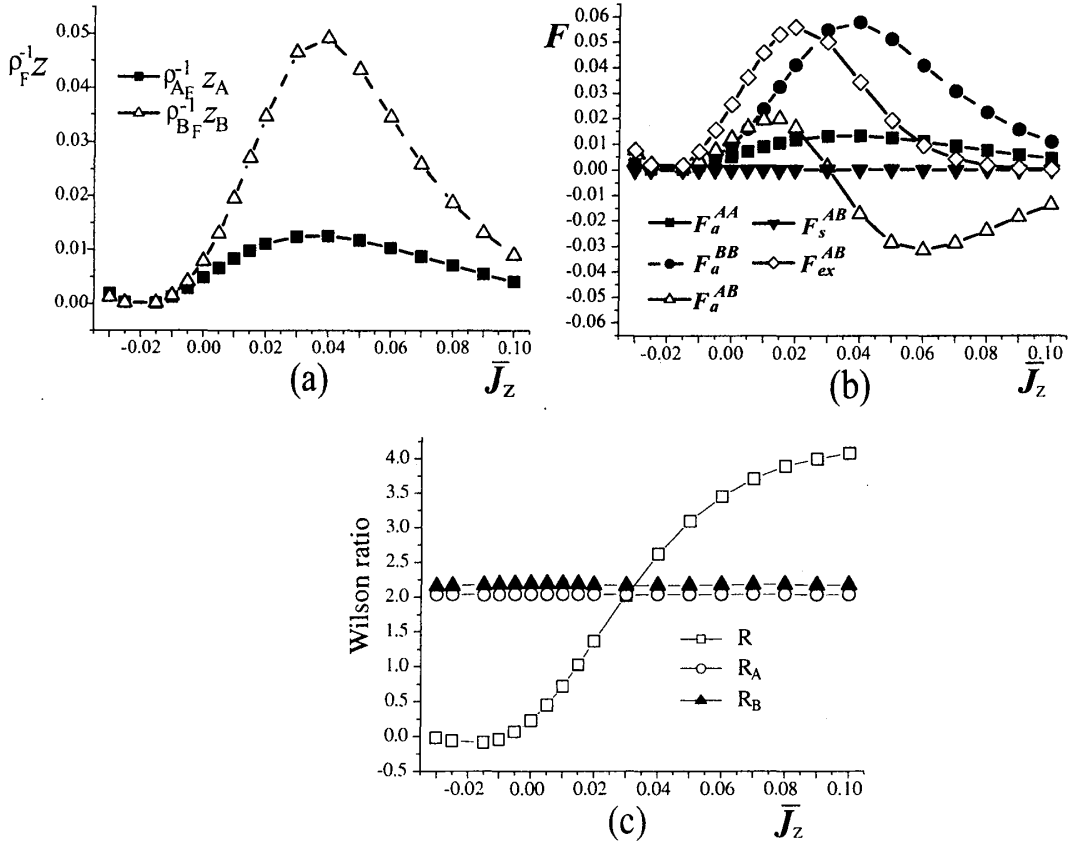 0.05
0.04
0.03
0.02
0.01
0.00
ρ_F^-1 z
ρ_{A_F}^-1 z_A
ρ_{B_F}^-1 z_B
-0.02 0.00 0.02 0.04 0.06 0.08 0.10
(a) J̄_z
F
0.06
0.05
0.04
0.03
0.02
0.01
0.00
-0.01
-0.02
-0.03
-0.04
-0.05
-0.06
F_a^AA F_s^AB
F_a^BB F_ex^AB
F_a^AB
-0.02 0.00 0.02 0.04 0.06 0.08 0.10
(b) J̄_z
Wilson ratio
4.0
3.5
3.0
2.5
2.0
1.5
1.0
0.5
0.0
-0.5
R
R_A
R_B
-0.02 0.00 0.02 0.04 0.06 0.08 0.10
(c) J̄_z